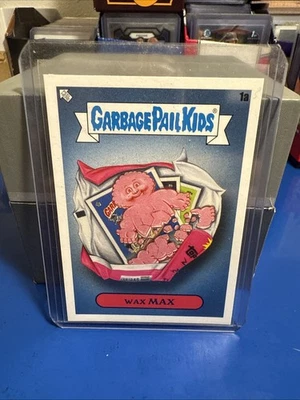 1a
GARBAGE PAIL KIDS
WAX MAX